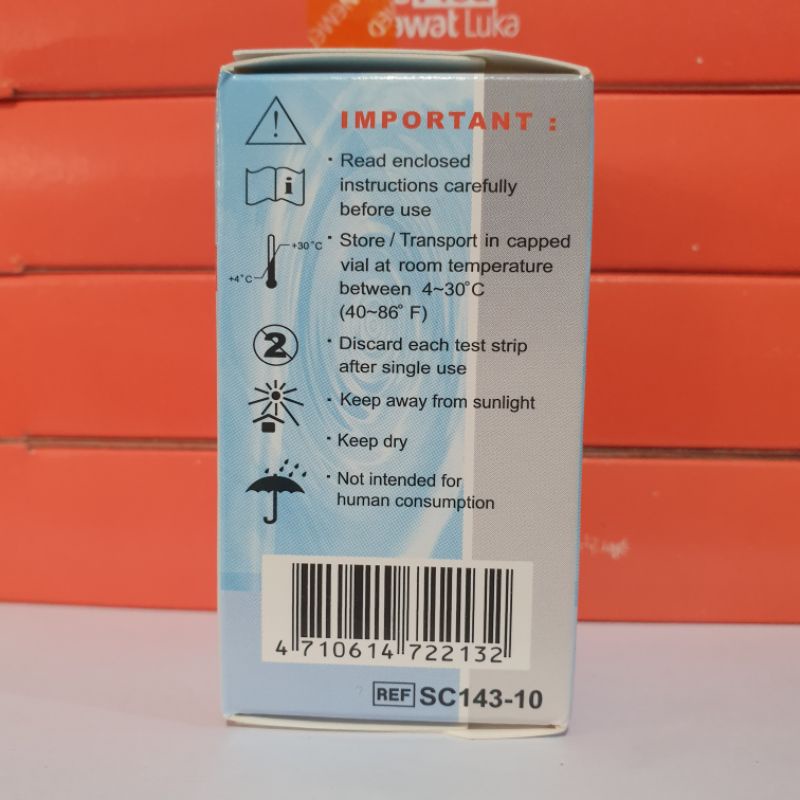 owat Luka
IMPORTANT :
· Read enclosed
instructions carefully
before use
+30°C
+4°C
· Store / Transport in capped
vial at room temperature
between 4~30°C
(40~86° F)
2
· Discard each test strip
after single use
· Keep away from sunlight
· Keep dry
· Not intended for
human consumption
4 710614 722132
REF SC143-10